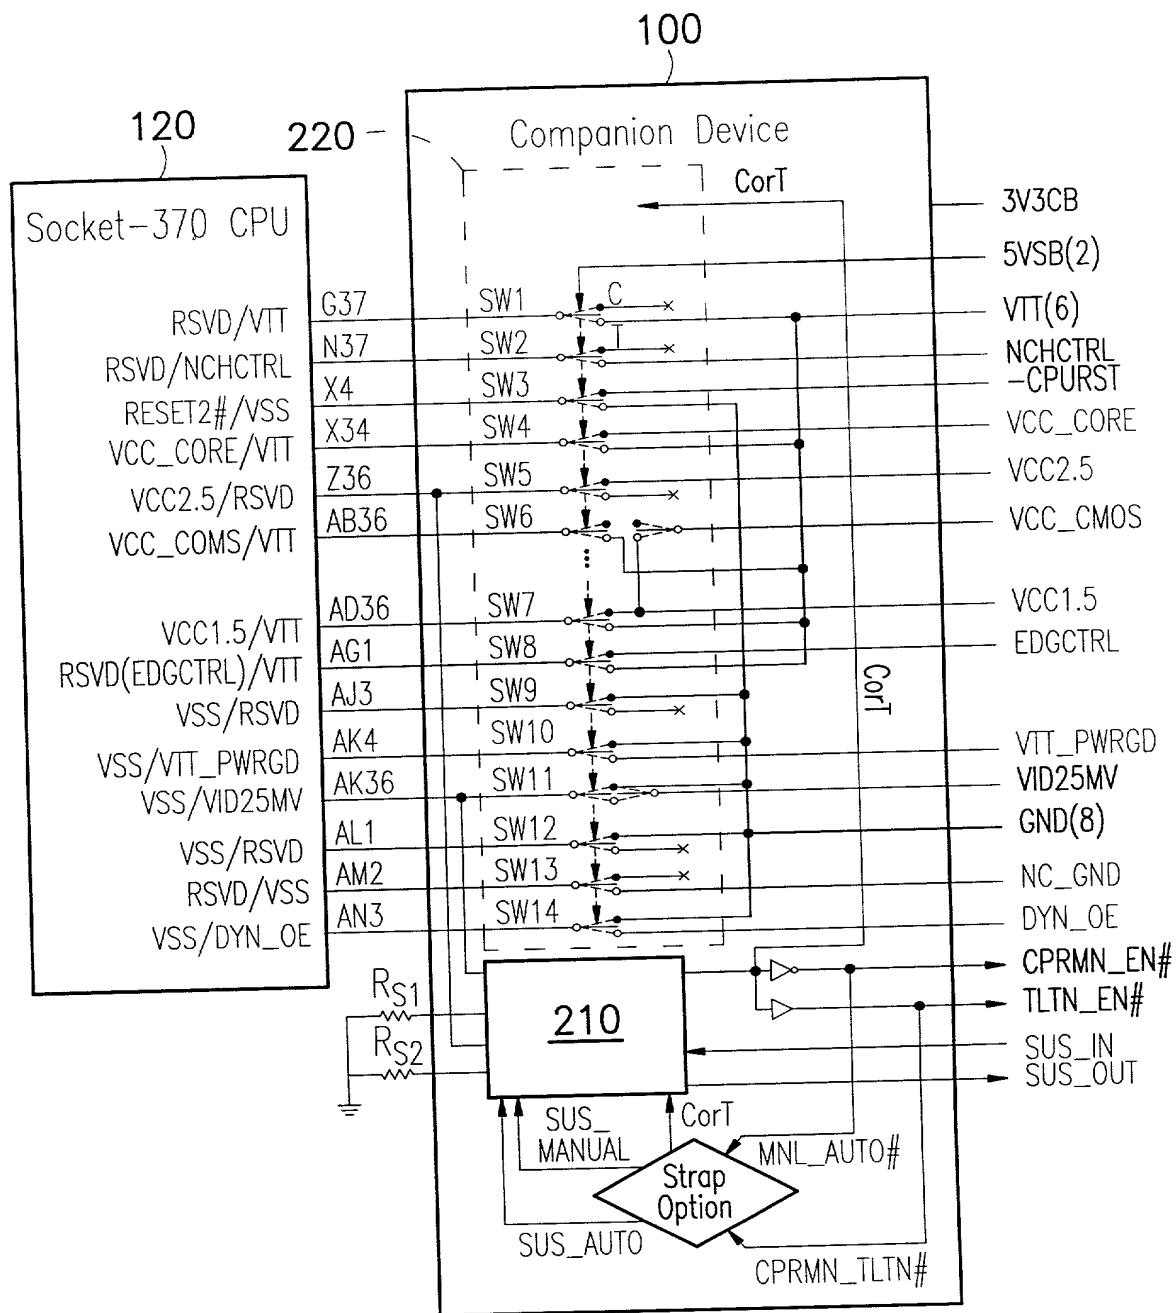 100
120
220
Companion Device
CorT
Socket-370 CPU
3V3CB
5VSB(2)
RSVD/VTT G37 SW1 C VTT(6)
RSVD/NCHCTRL N37 SW2 T NCHCTRL
RESET2#/VSS X4 SW3 -CPURST
VCC_CORE/VTT X34 SW4 VCC_CORE
VCC2.5/RSVD Z36 SW5 VCC2.5
VCC_COMS/VTT AB36 SW6 VCC_CMOS
VCC1.5/VTT AD36 SW7 VCC1.5
RSVD(EDGCTRL)/VTT AG1 SW8 EDGCTRL
CorT
VSS/RSVD AJ3 SW9
VSS/VTT_PWRGD AK4 SW10 VTT_PWRGD
VSS/VID25MV AK36 SW11 VID25MV
VSS/RSVD AL1 SW12 GND(8)
RSVD/VSS AM2 SW13 NC_GND
VSS/DYN_OE AN3 SW14 DYN_OE
CPRMN_EN#
TLTN_EN#
RS1
210
SUS_IN
RS2
SUS_OUT
SUS_
MANUAL
CorT
MNL_AUTO#
Strap
Option
SUS_AUTO
CPRMN_TLTN#